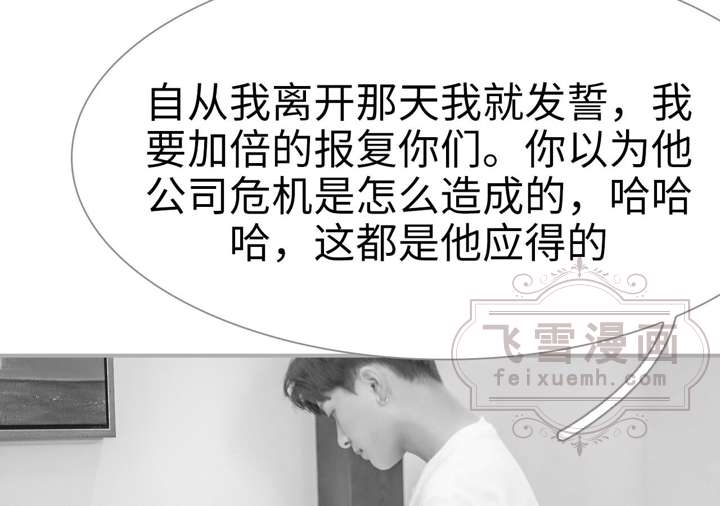 自从我离开那天我就发誓，我
要加倍的报复你们。你以为他
公司危机是怎么造成的，哈哈
哈，这都是他应得的
飞雪漫画
feixuemh.com